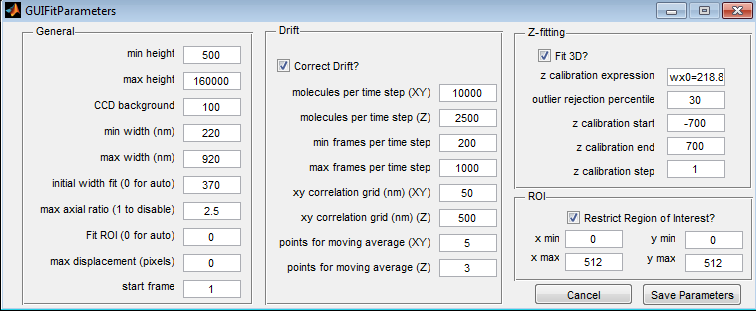 GUIFitParameters
General
min height 500
max height 160000
CCD background 100
min width (nm) 220
max width (nm) 920
initial width fit (0 for auto) 370
max axial ratio (1 to disable) 2.5
Fit ROI (0 for auto) 0
max displacement (pixels) 0
start frame 1
Drift
Correct Drift?
molecules per time step (XY) 10000
molecules per time step (Z) 2500
min frames per time step 200
max frames per time step 1000
xy correlation grid (nm) (XY) 50
xy correlation grid (nm) (Z) 500
points for moving average (XY) 5
points for moving average (Z) 3
Z-fitting
Fit 3D?
z calibration expression wx0=218.8
outlier rejection percentile 30
z calibration start -700
z calibration end 700
z calibration step 1
ROI
Restrict Region of Interest?
x min 0 y min 0
x max 512 y max 512
Cancel Save Parameters